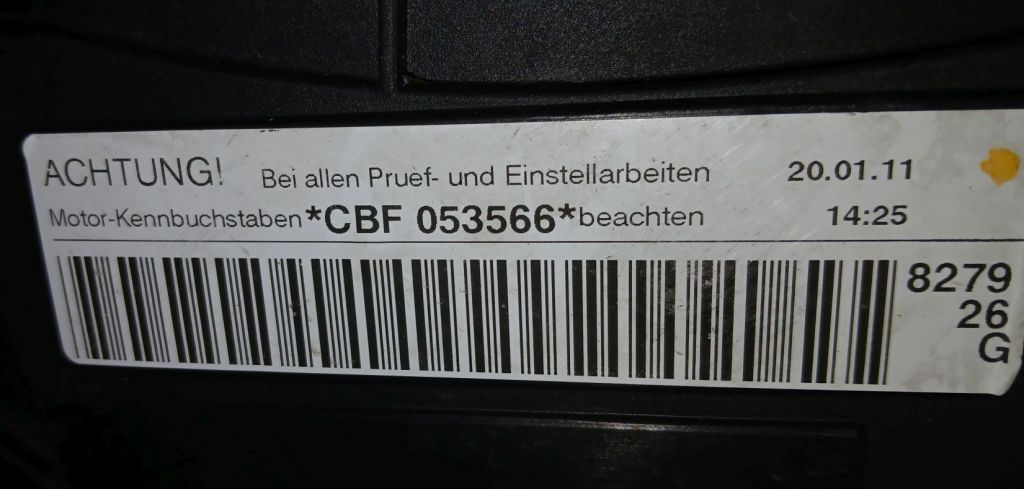 ACHTUNG! Bei allen Pruef- und Einstellarbeiten 20.01.11
Motor-Kennbuchstaben *CBF 053566* beachten 14:25
8279
26
G